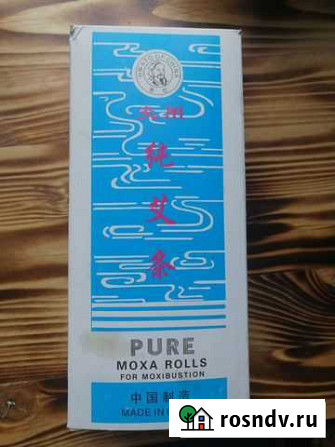 纯艾条
PURE
MOXA ROLLS
FOR MOXIBUSTION
中国制造
MADE IN
rosndv.ru